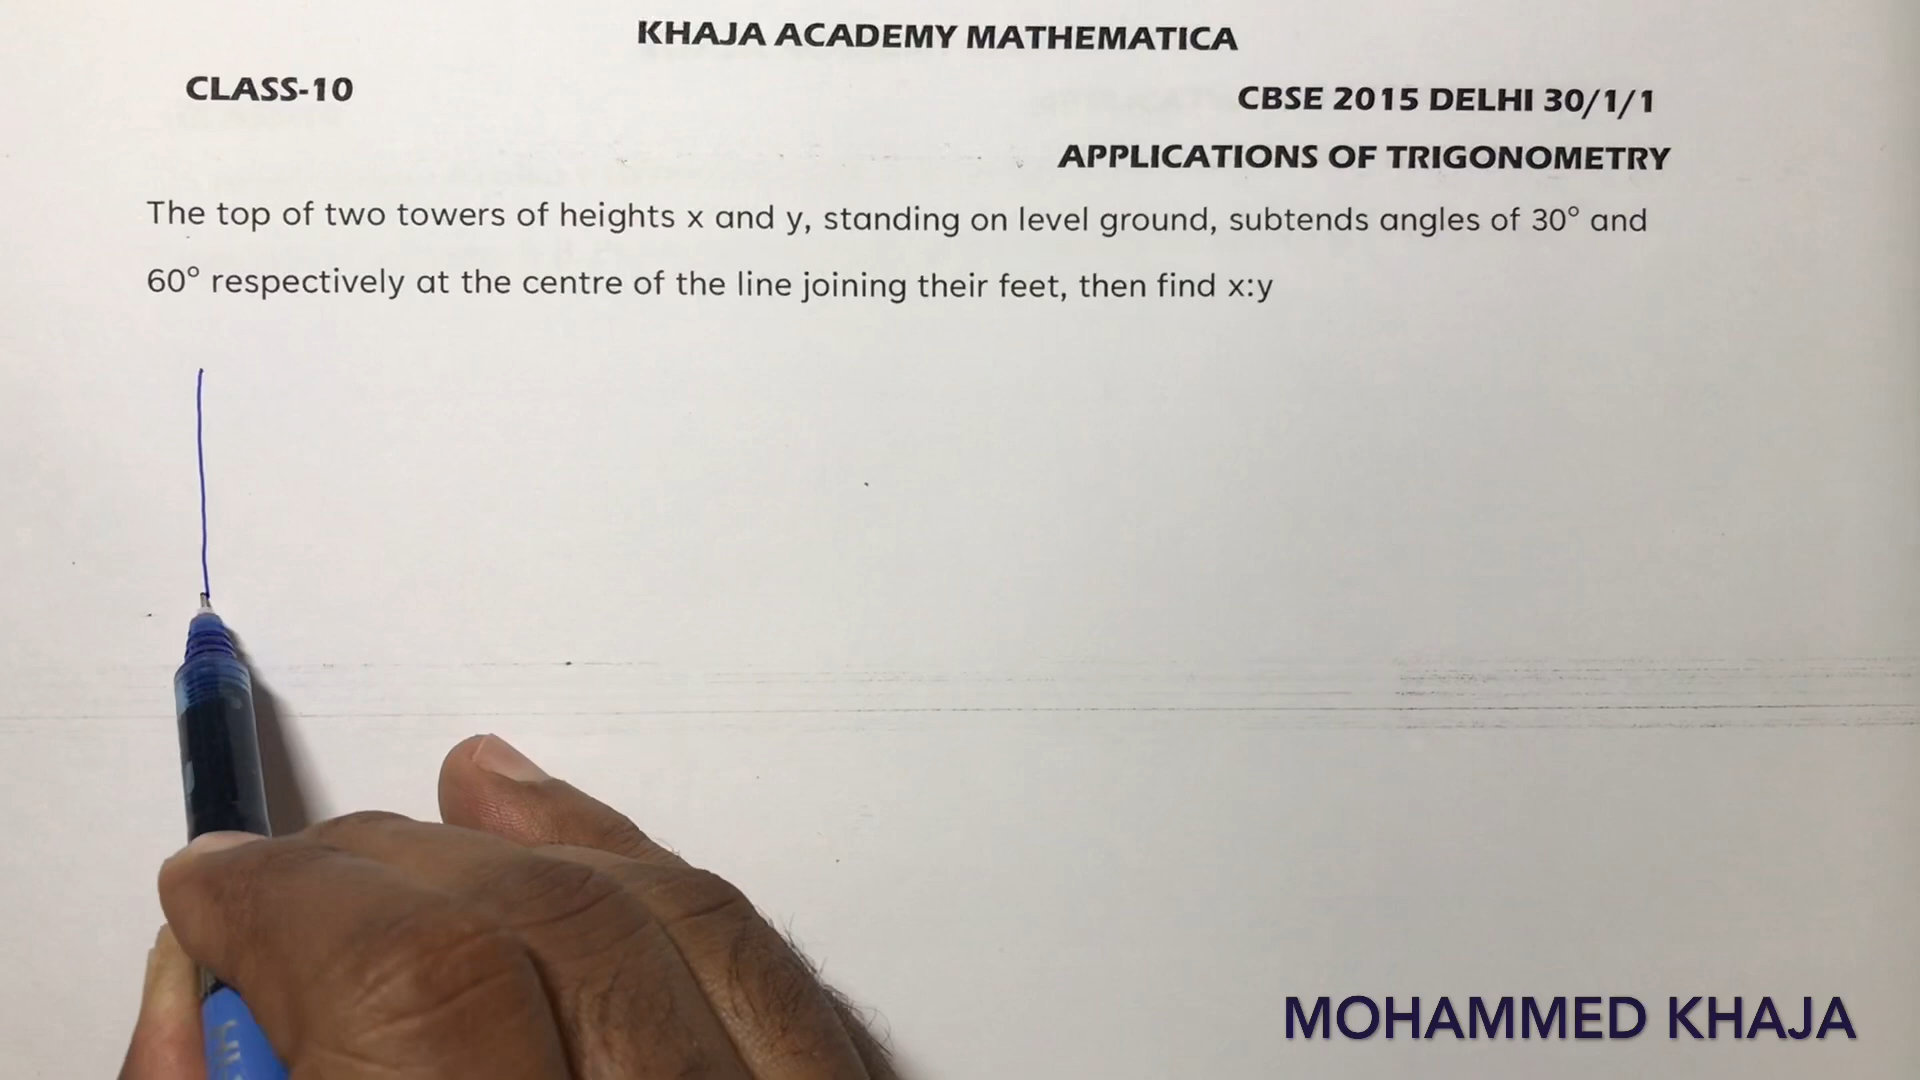 KHAJA ACADEMY MATHEMATICA
CLASS-10
CBSE 2015 DELHI 30/1/1
APPLICATIONS OF TRIGONOMETRY
The top of two towers of heights x and y, standing on level ground, subtends angles of 30° and
60° respectively at the centre of the line joining their feet, then find x:y
MOHAMMED KHAJA